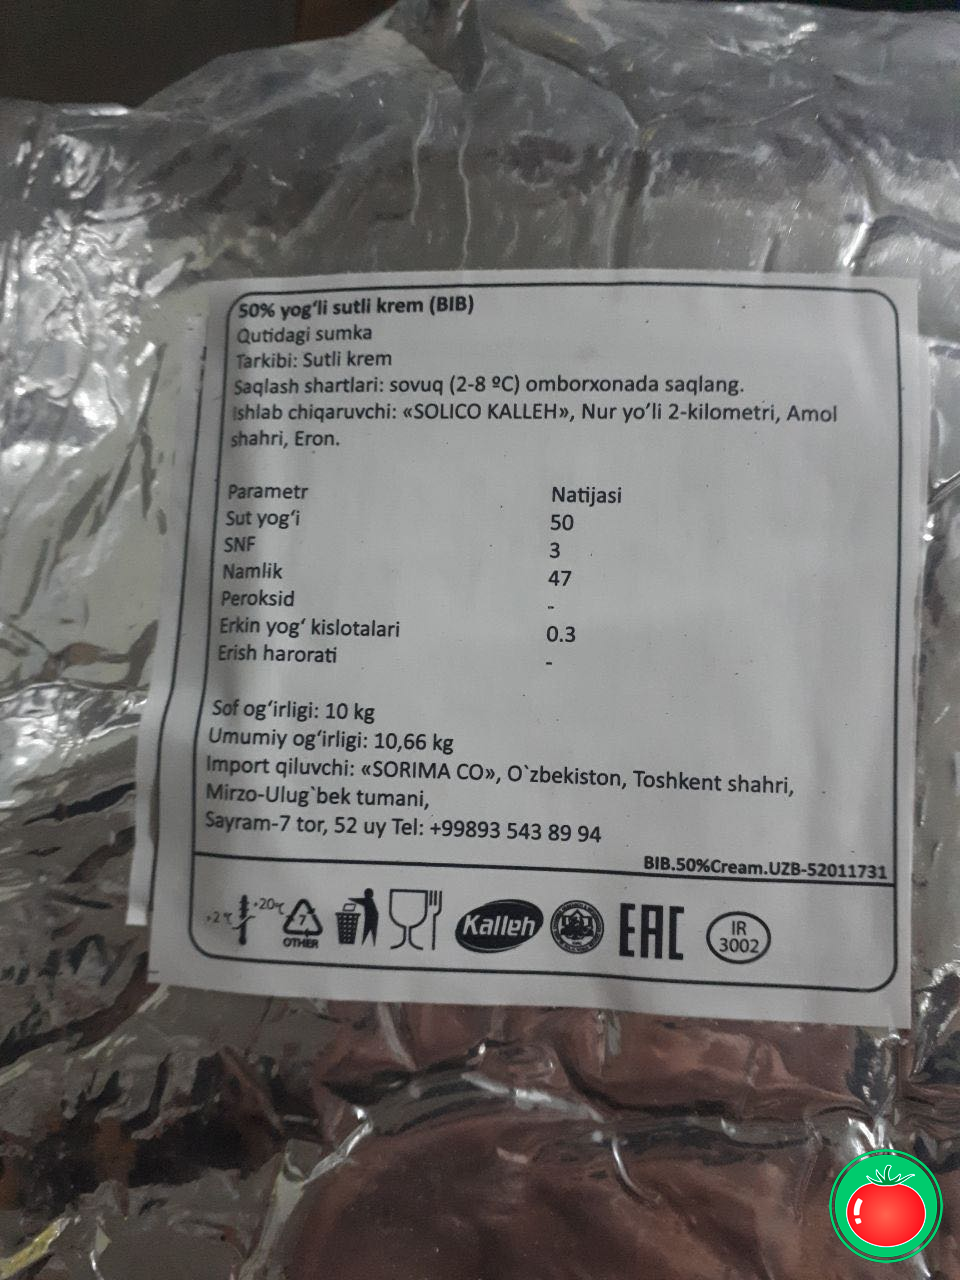 50% yog‘li sutli krem (BIB)
Qutidagi sumka
Tarkibi: Sutli krem
Saqlash shartlari: sovuq (2-8 ºC) omborxonada saqlang.
Ishlab chiqaruvchi: «SOLICO KALLEH», Nur yo’li 2-kilometri, Amol
shahri, Eron.
Parametr Natijasi
Sut yog‘i 50
SNF 3
Namlik 47
Peroksid -
Erkin yog‘ kislotalari 0.3
Erish harorati -
Sof og‘irligi: 10 kg
Umumiy og‘irligi: 10,66 kg
Import qiluvchi: «SORIMA CO», O`zbekiston, Toshkent shahri,
Mirzo-Ulug`bek tumani,
Sayram-7 tor, 52 uy Tel: +99893 543 89 94
BIB.50%Cream.UZB-52011731
+2 ℃ +20℃
7
OTHER
Kalleh
EAC
IR
3002